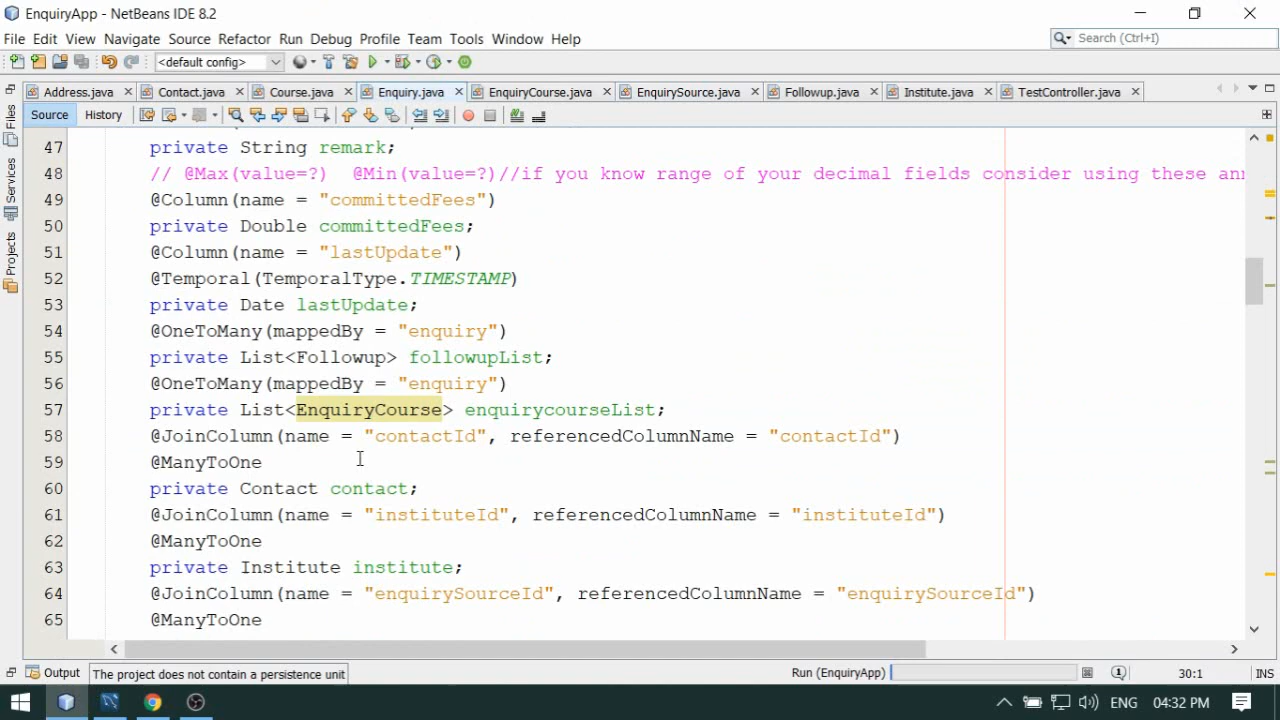 EnquiryApp - NetBeans IDE 8.2
File Edit View Navigate Source Refactor Run Debug Profile Team Tools Window Help
Search (Ctrl+I)
<default config>
Address.java Contact.java Course.java Enquiry.java EnquiryCourse.java EnquirySource.java Followup.java Institute.java TestController.java
Source History
Files
Services
Projects
47 private String remark;
48 // @Max(value=?)  @Min(value=?)//if you know range of your decimal fields consider using these
49 @Column(name = "committedFees")
50 private Double committedFees;
51 @Column(name = "lastUpdate")
52 @Temporal(TemporalType.TIMESTAMP)
53 private Date lastUpdate;
54 @OneToMany(mappedBy = "enquiry")
55 private List<Followup> followupList;
56 @OneToMany(mappedBy = "enquiry")
57 private List<EnquiryCourse> enquirycourseList;
58 @JoinColumn(name = "contactId", referencedColumnName = "contactId")
59 @ManyToOne
60 private Contact contact;
61 @JoinColumn(name = "instituteId", referencedColumnName = "instituteId")
62 @ManyToOne
63 private Institute institute;
64 @JoinColumn(name = "enquirySourceId", referencedColumnName = "enquirySourceId")
65 @ManyToOne
Output The project does not contain a persistence unit Run (EnquiryApp) 1 30:1 INS
ENG 04:32 PM